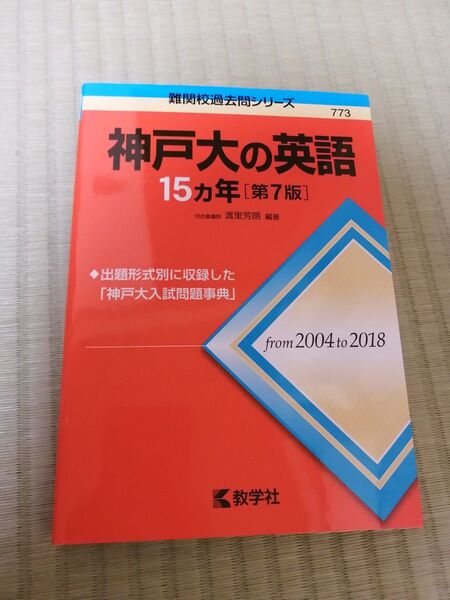 難関校過去問シリーズ
773
神戸大の英語
15カ年[第7版]
河合塾講師 渡里芳朗 編著
◆出題形式別に収録した
「神戸大入試問題事典」
from 2004 to 2018
教学社